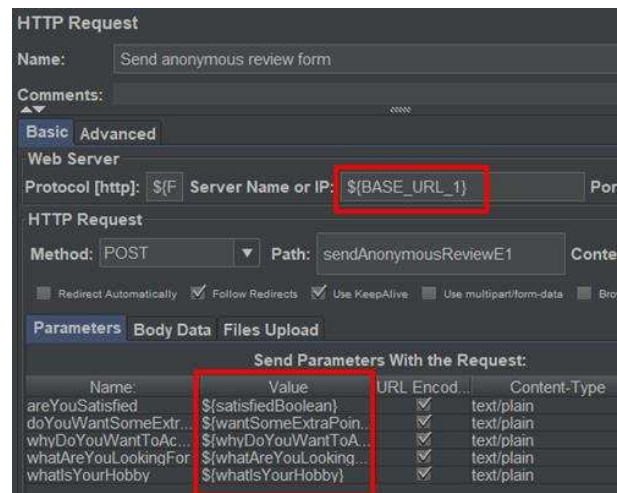 HTTP Request
Name: Send anonymous review form
Comments:
Basic Advanced
Web Server
Protocol [http]: ${F Server Name or IP: ${BASE_URL_1} Por
HTTP Request
Method: POST Path: sendAnonymousReviewE1 Conte
Redirect Automatically Follow Redirects Use KeepAlive Use multipart/form-data Bro
Parameters Body Data Files Upload
Send Parameters With the Request:
Name: Value URL Encod... Content-Type
areYouSatisfied ${satisfiedBoolean} text/plain
doYouWantSomeExtr... ${wantSomeExtraPoin... text/plain
whyDoYouWantToAc... ${whyDoYouWantToA... text/plain
whatAreYouLookingFor ${whatAreYouLooking... text/plain
whatIsYourHobby ${whatIsYourHobby} text/plain